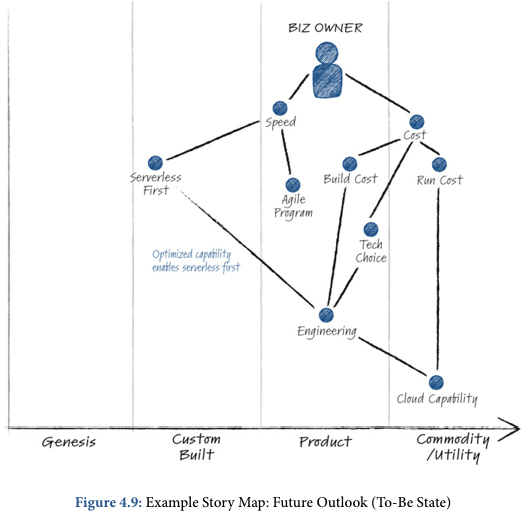 BIZ OWNER
Speed
Cost
Serverless
First
Build Cost
Run Cost
Agile
Program
Tech
Choice
Optimized capability
enables serverless first
Engineering
Cloud Capability
Genesis
Custom
Built
Product
Commodity
/Utility
Figure 4.9: Example Story Map: Future Outlook (To-Be State)